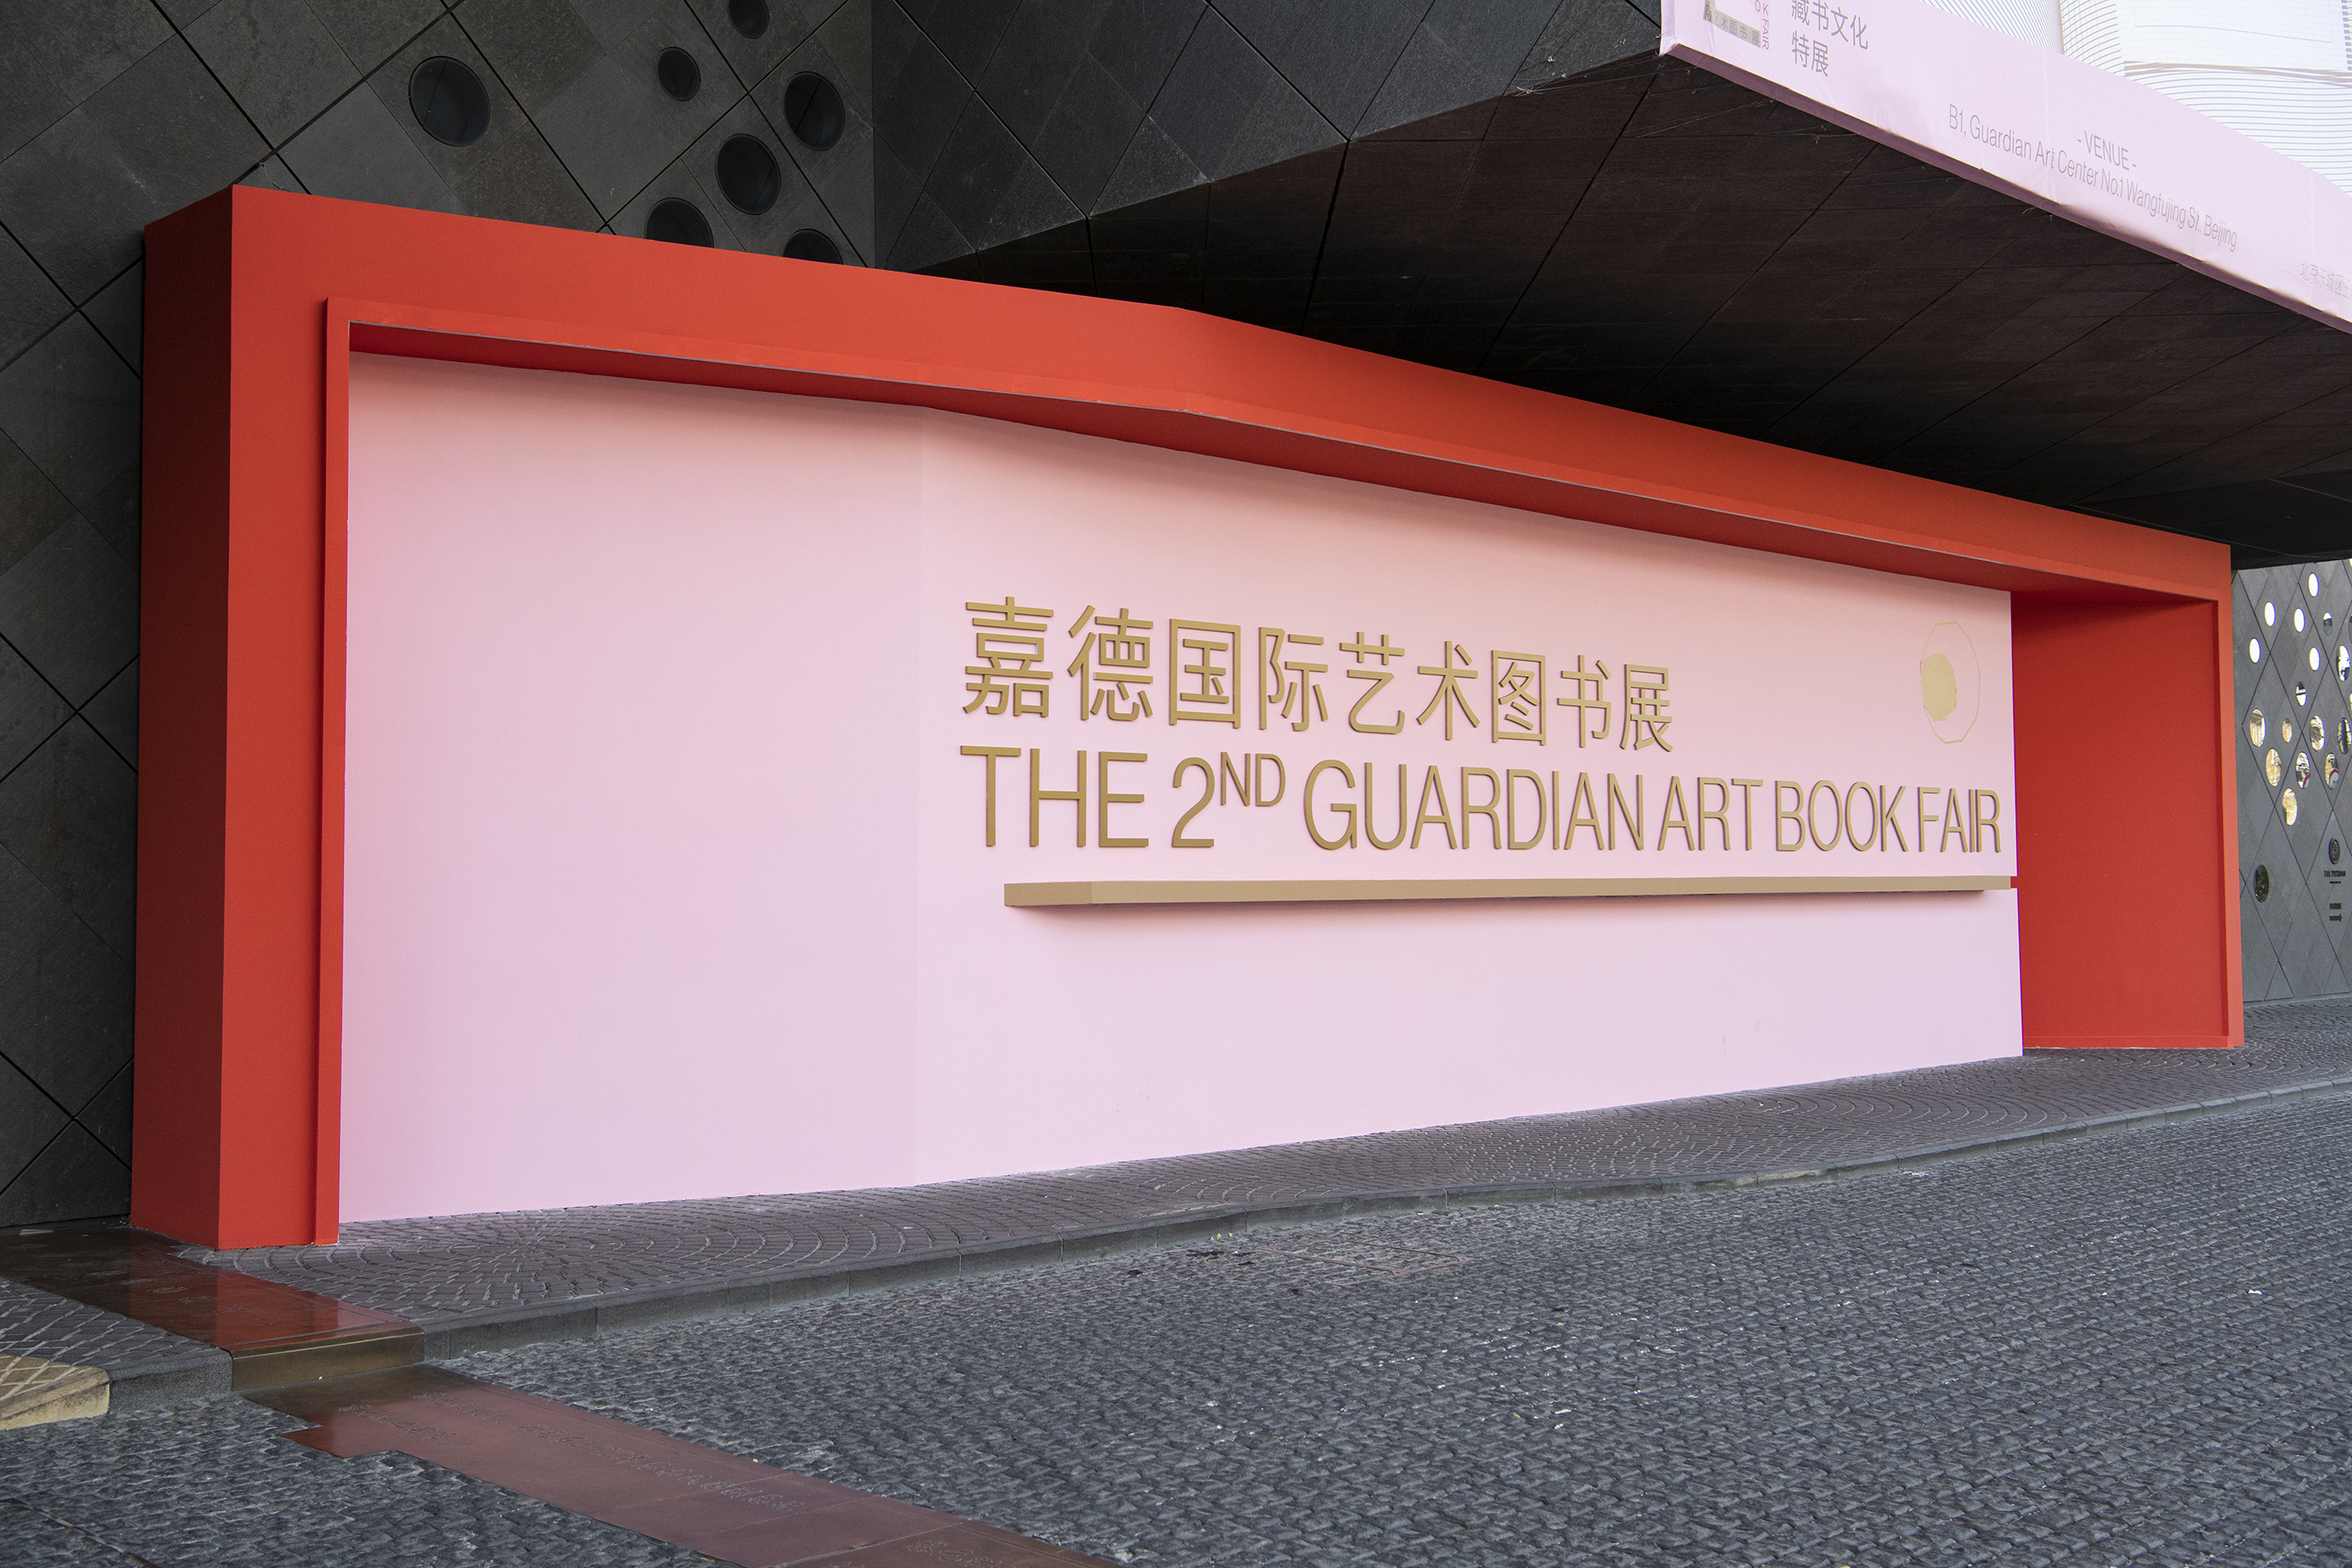 藏书文化
特展
- VENUE -
B1, Guardian Art Center No.1 Wangfujing St, Beijing
嘉德国际艺术图书展
THE 2ND GUARDIAN ART BOOK FAIR